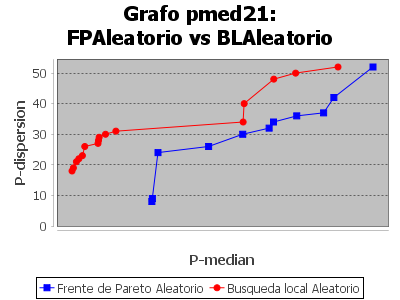 Grafo pmed21:
FPAleatorio vs BLAleatorio
50
40
30
20
10
0
P-dispersion
P-median
Frente de Pareto Aleatorio
Busqueda local Aleatorio